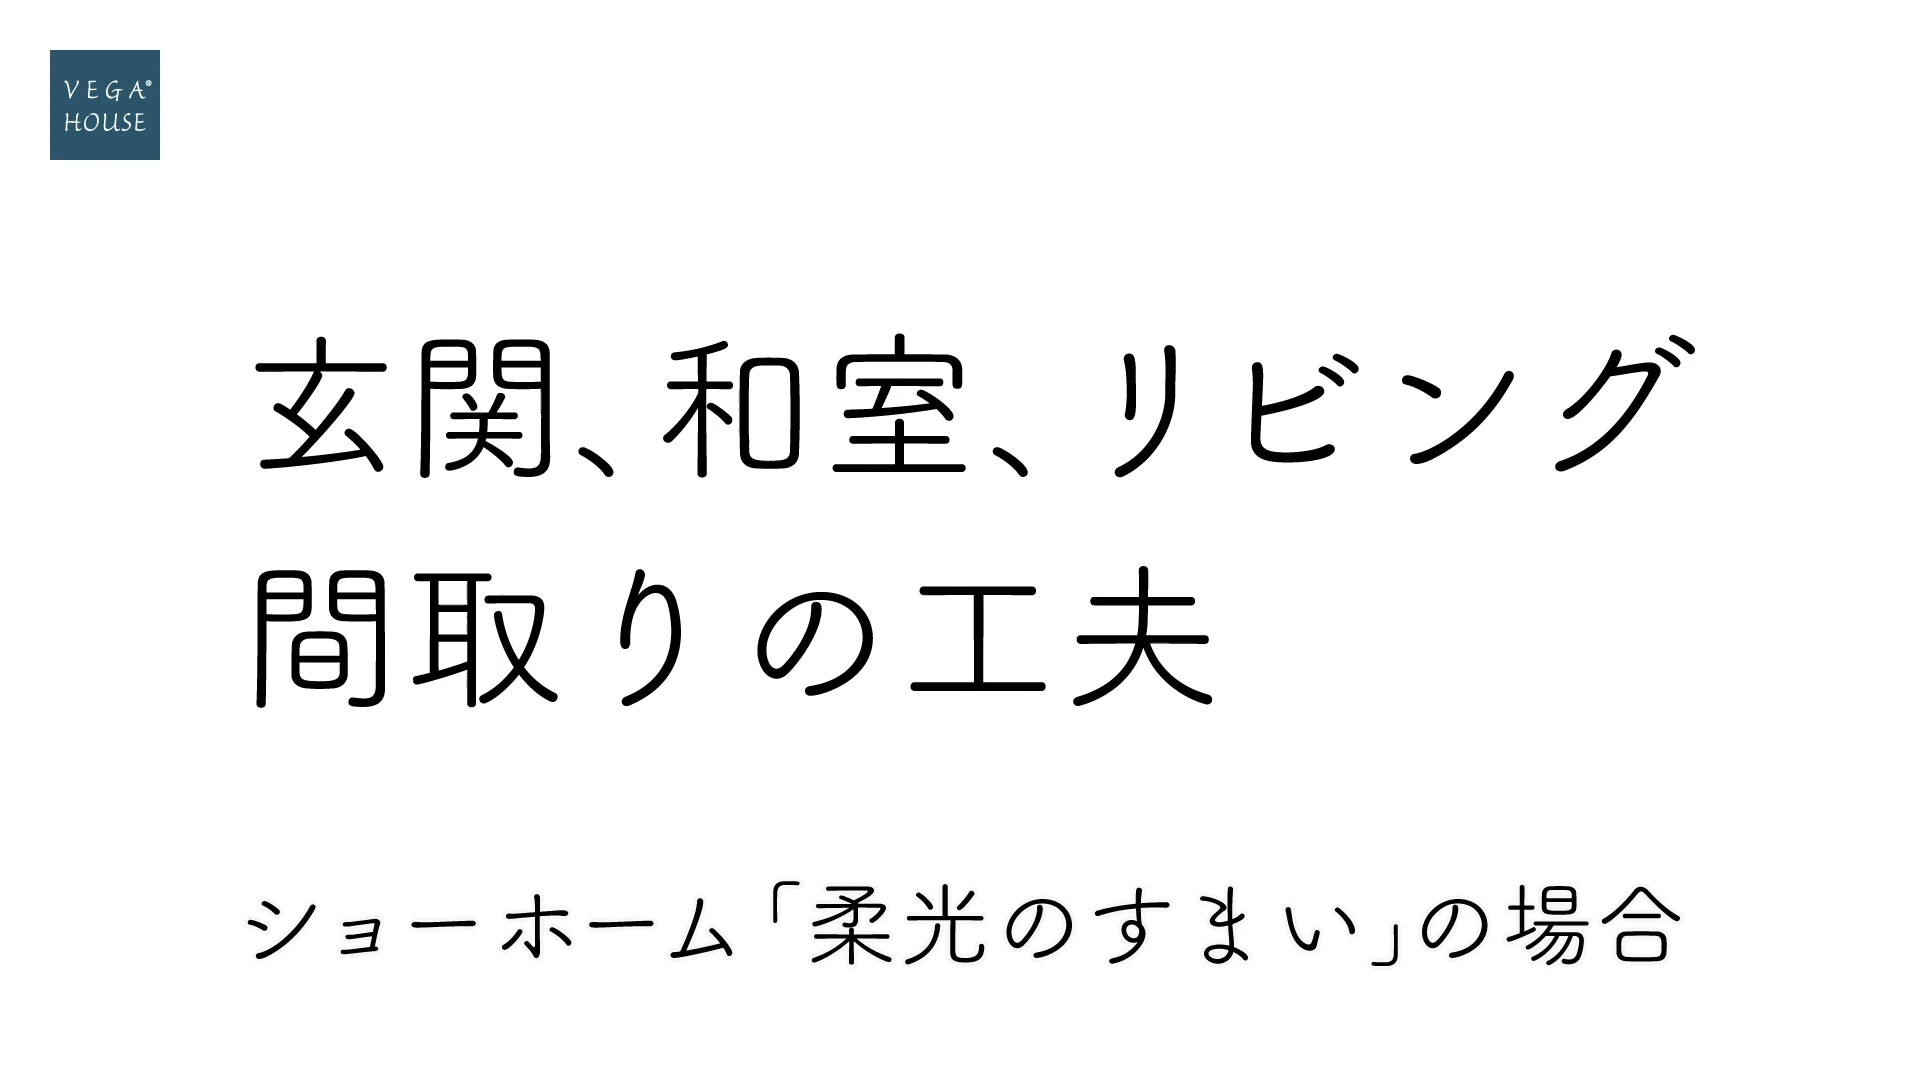 VEGA®
HOUSE
玄関、和室、リビング
間取りの工夫
ショーホーム「柔光のすまい」の場合